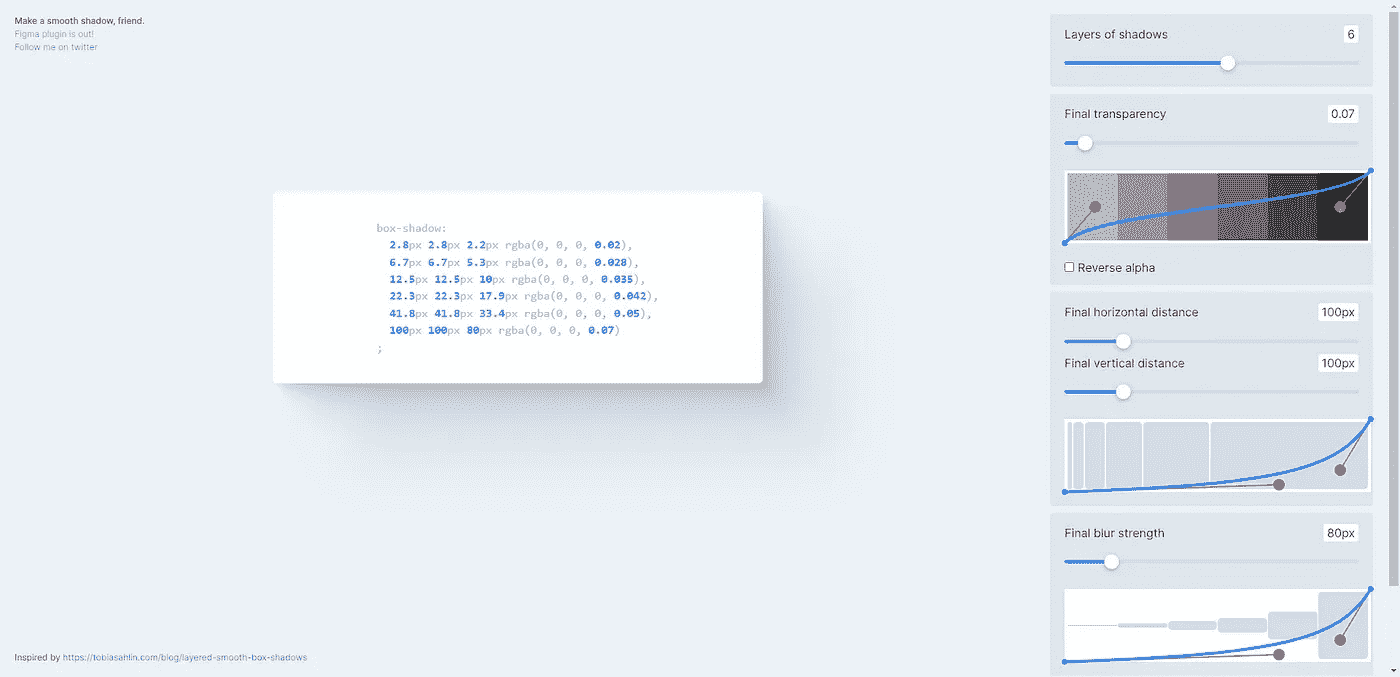 Make a smooth shadow, friend.
Figma plugin is out!
Follow me on twitter
box-shadow:
2.8px 2.8px 2.2px rgba(0, 0, 0, 0.02),
6.7px 6.7px 5.3px rgba(0, 0, 0, 0.028),
12.5px 12.5px 10px rgba(0, 0, 0, 0.035),
22.3px 22.3px 17.9px rgba(0, 0, 0, 0.042),
41.8px 41.8px 33.4px rgba(0, 0, 0, 0.05),
100px 100px 80px rgba(0, 0, 0, 0.07)
;
Inspired by https://tobiasahlin.com/blog/layered-smooth-box-shadows
Layers of shadows 6
Final transparency 0.07
Reverse alpha
Final horizontal distance 100px
Final vertical distance 100px
Final blur strength 80px